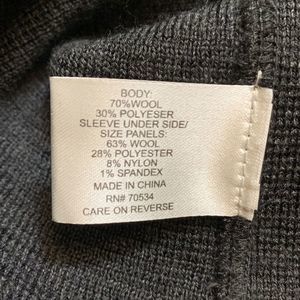 BODY:
70%WOOL
30% POLYESER
SLEEVE UNDER SIDE/
SIZE PANELS:
63% WOOL
28% POLYESTER
8% NYLON
1% SPANDEX
MADE IN CHINA
RN# 70534
CARE ON REVERSE